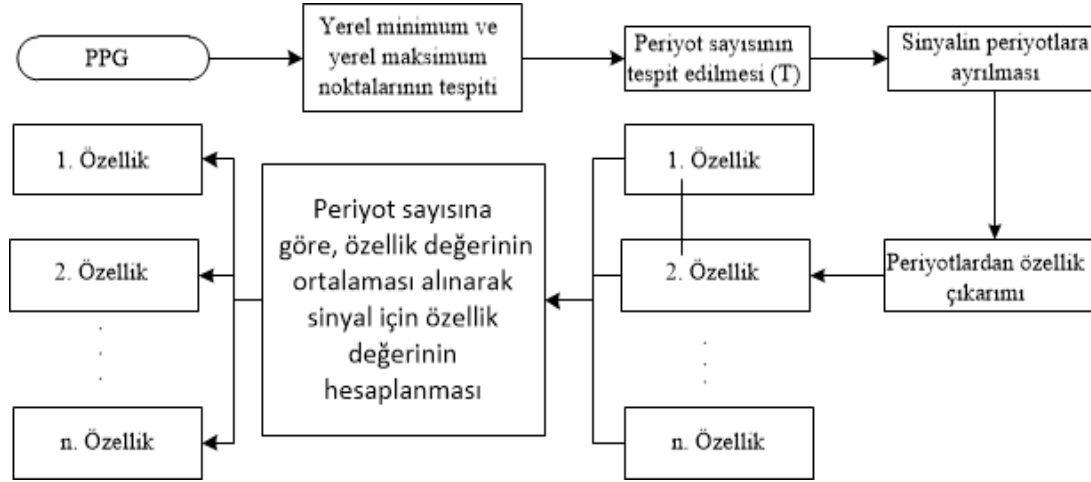 PPG
Yerel minimum ve
yerel maksimum
noktalarının tespiti
Periyot sayısının
tespit edilmesi (T)
Sinyalin periyotlara
ayrılması
Periyotlardan özellik
çıkarımı
1. Özellik
2. Özellik
n. Özellik
Periyot sayısına
göre, özellik değerinin
ortalaması alınarak
sinyal için özellik
değerinin
hesaplanması
1. Özellik
2. Özellik
n. Özellik